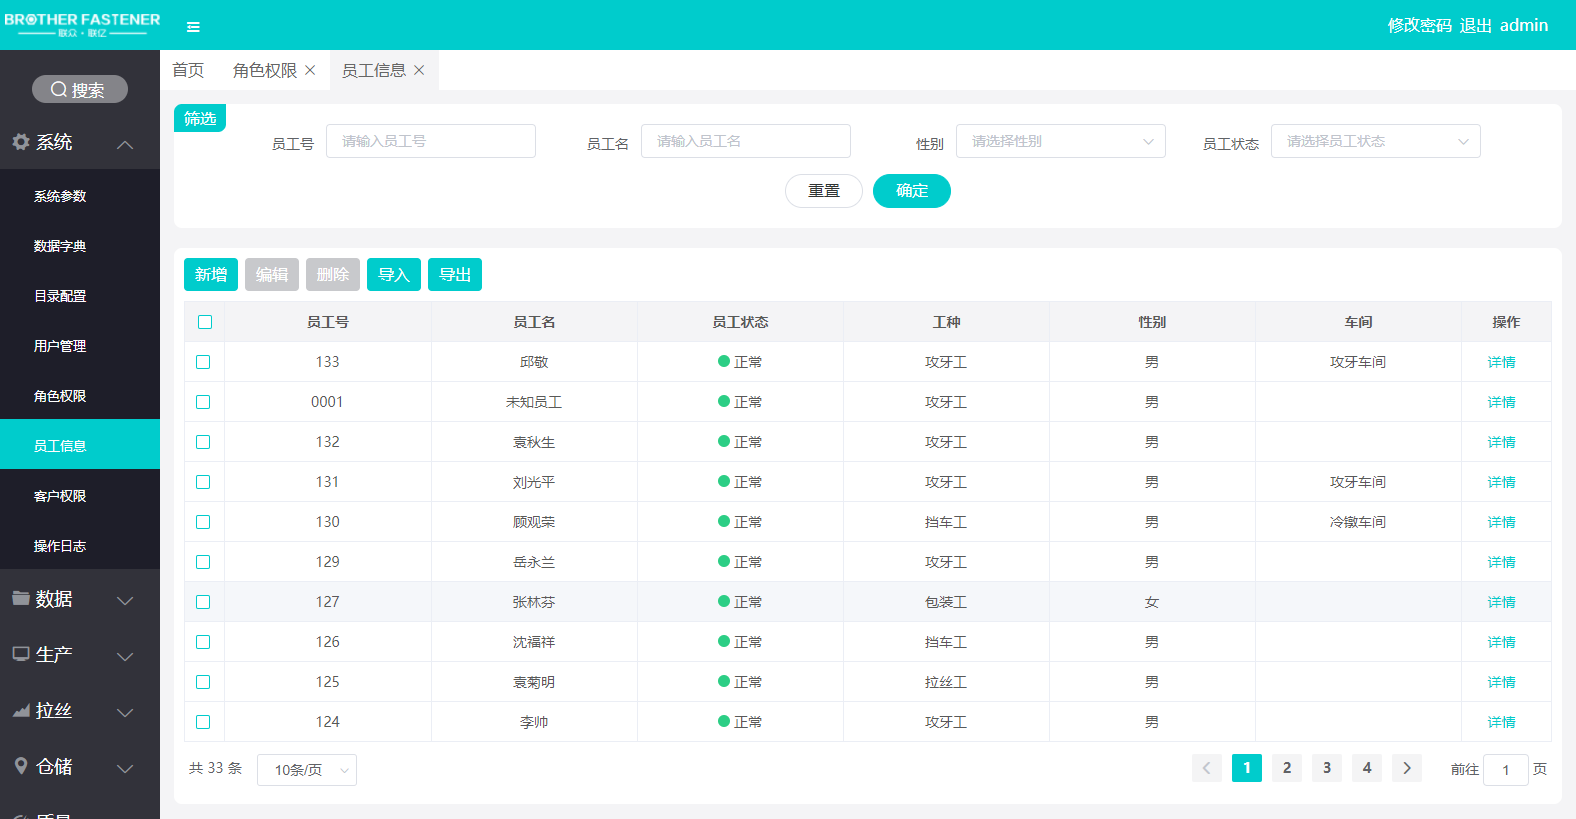 BROTHER FASTENER
联众·联亿
修改密码 退出 admin
首页 角色权限 员工信息
搜索
系统
系统参数
数据字典
目录配置
用户管理
角色权限
员工信息
客户权限
操作日志
数据
生产
拉丝
仓储
质量
筛选
员工号 请输入员工号 员工名 请输入员工名 性别 请选择性别 员工状态 请选择员工状态
重置 确定
新增 编辑 删除 导入 导出
员工号 员工名 员工状态 工种 性别 车间 操作
133 邱敬 正常 攻牙工 男 攻牙车间 详情
0001 未知员工 正常 攻牙工 男 详情
132 袁秋生 正常 攻牙工 男 详情
131 刘光平 正常 攻牙工 男 攻牙车间 详情
130 顾观荣 正常 挡车工 男 冷镦车间 详情
129 岳永兰 正常 攻牙工 男 详情
127 张林芬 正常 包装工 女 详情
126 沈福祥 正常 挡车工 男 详情
125 袁菊明 正常 拉丝工 男 详情
124 李帅 正常 攻牙工 男 详情
共 33 条 10条/页 1 2 3 4 前往 1 页